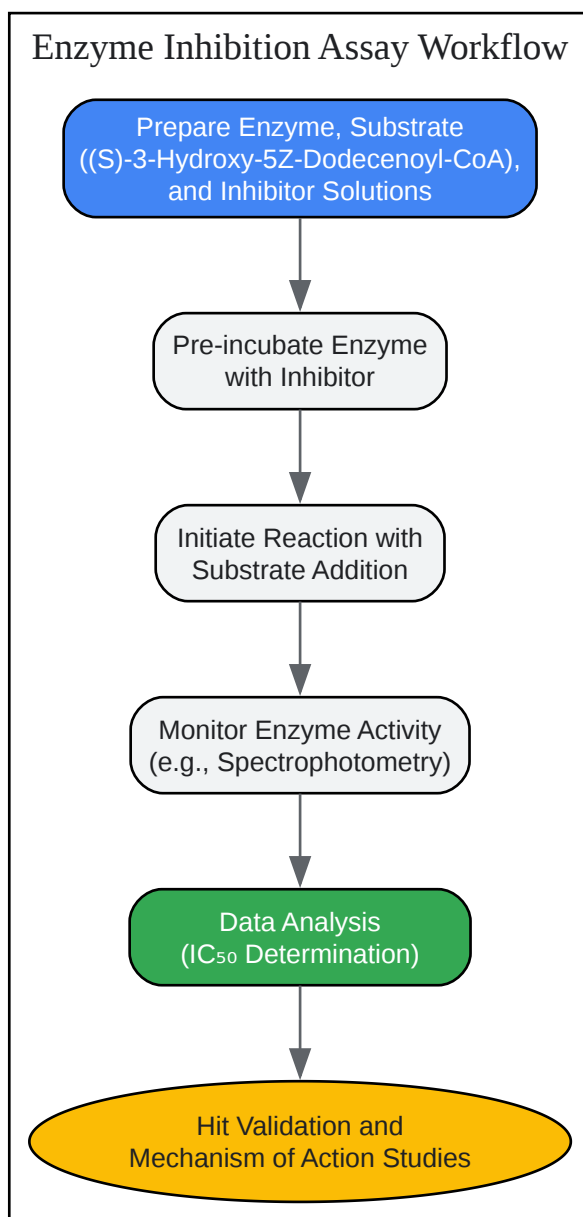 Enzyme Inhibition Assay Workflow
Prepare Enzyme, Substrate
((S)-3-Hydroxy-5Z-Dodecenoyl-CoA),
and Inhibitor Solutions
Pre-incubate Enzyme
with Inhibitor
Initiate Reaction with
Substrate Addition
Monitor Enzyme Activity
(e.g., Spectrophotometry)
Data Analysis
(IC₅₀ Determination)
Hit Validation and
Mechanism of Action Studies